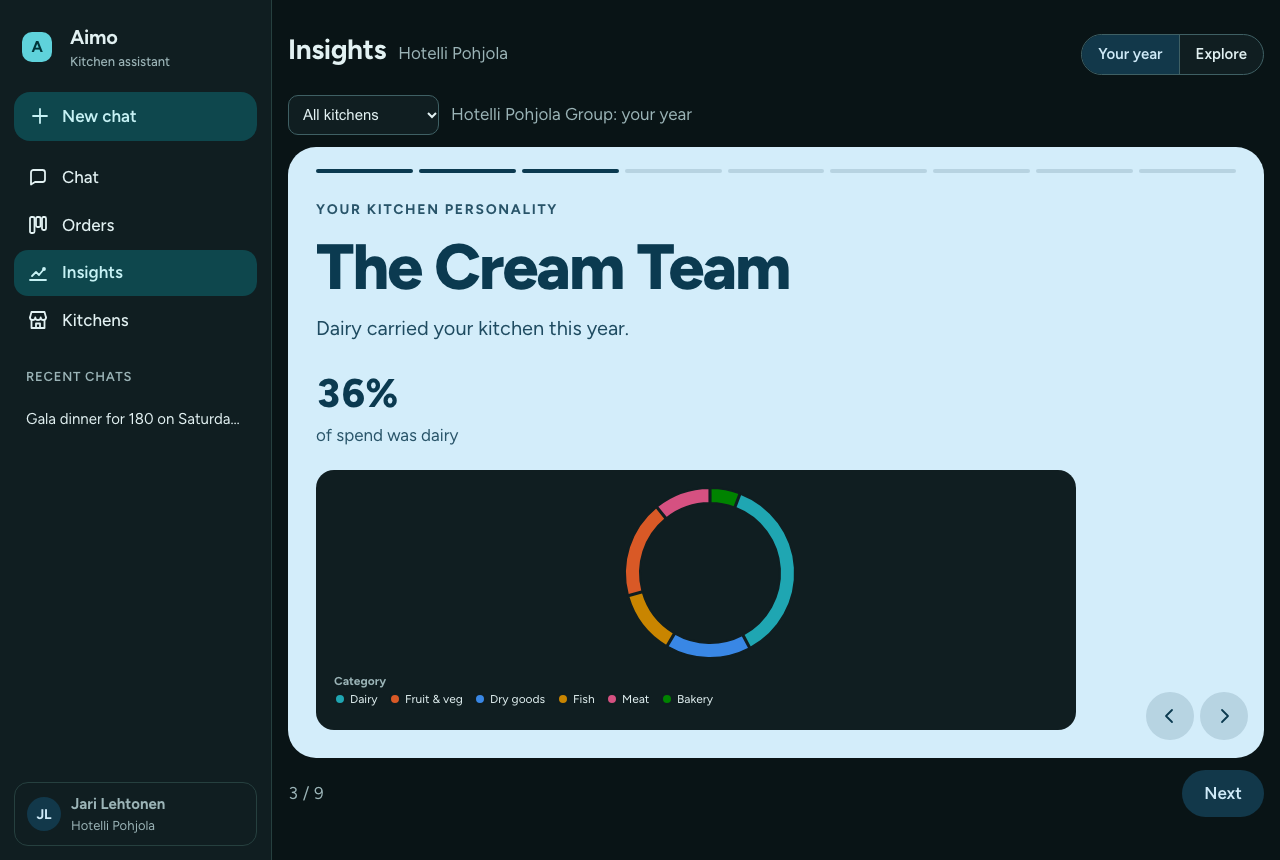 A
Aimo
Kitchen assistant
New chat
Chat
Orders
Insights
Kitchens
RECENT CHATS
Gala dinner for 180 on Saturda...
JL
Jari Lehtonen
Hotelli Pohjola
Insights Hotelli Pohjola
Your year
Explore
All kitchens
Hotelli Pohjola Group: your year
YOUR KITCHEN PERSONALITY
The Cream Team
Dairy carried your kitchen this year.
36%
of spend was dairy
Category
Dairy Fruit & veg Dry goods Fish Meat Bakery
3 / 9
Next